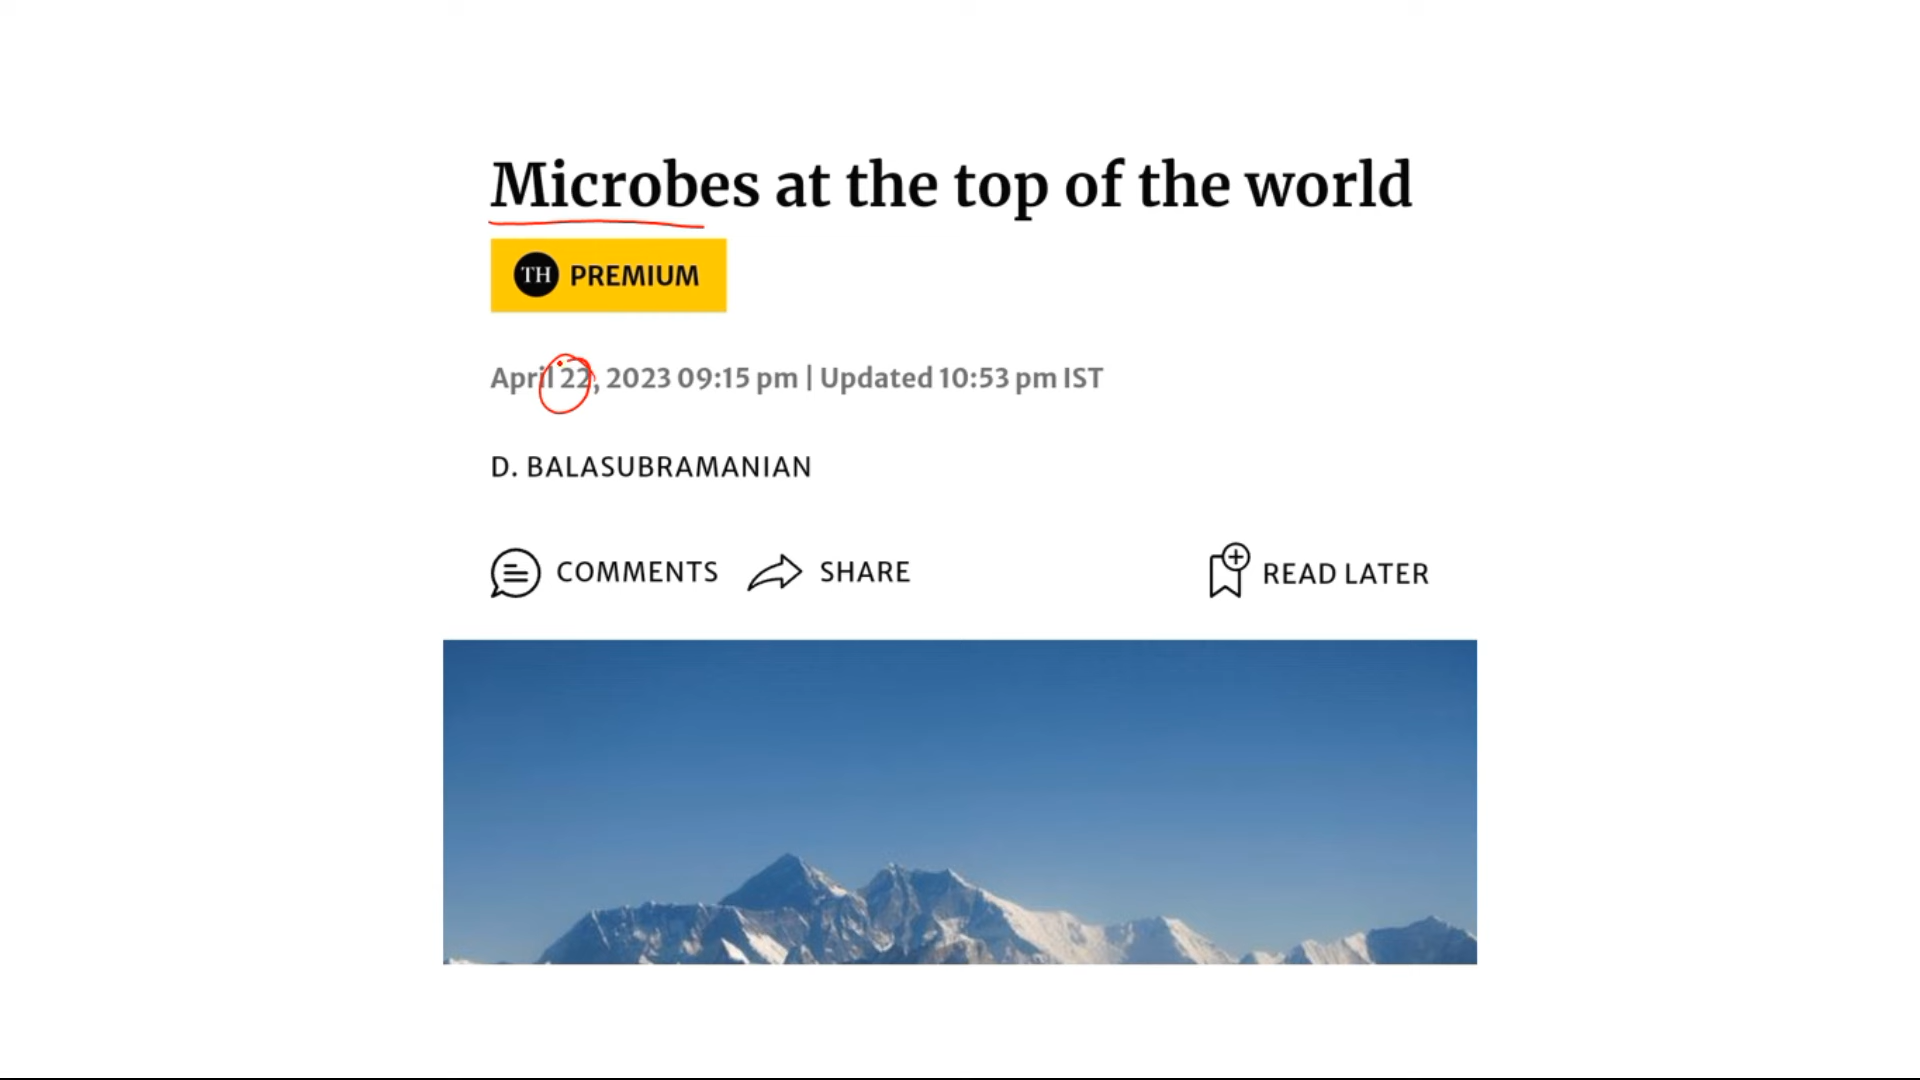 Microbes at the top of the world
TH PREMIUM
April 22, 2023 09:15 pm | Updated 10:53 pm IST
D. BALASUBRAMANIAN
COMMENTS SHARE READ LATER